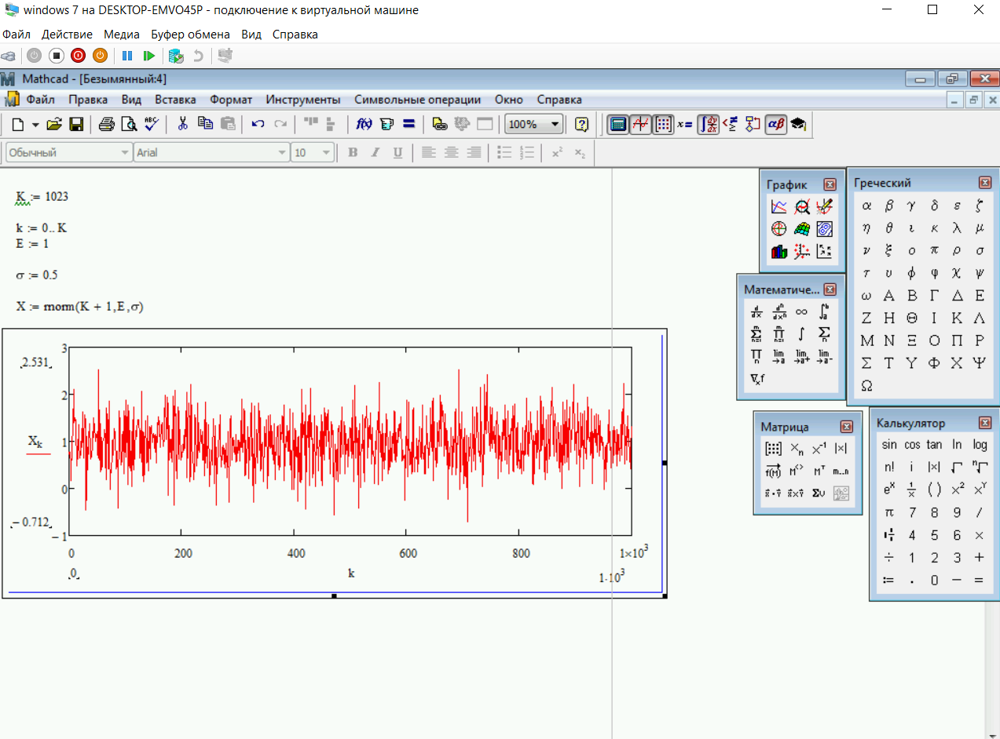 windows 7 на DESKTOP-EMVO45P - подключение к виртуальной машине
Файл Действие Медиа Буфер обмена Вид Справка
Mathcad - [Безымянный:4]
Файл Правка Вид Вставка Формат Инструменты Символьные операции Окно Справка
100%
Обычный Arial 10 B I U
K := 1023
k := 0.. K
E := 1
σ := 0.5
X := rnorm(K + 1,E,σ)
3
2.531
2
X_k
1
0
− 0.712
− 1
0 200 400 600 800 1×10³
0 k 1·10³
График
Греческий
α β γ δ ε ζ
η θ ι κ λ μ
ν ξ ο π ρ σ
τ υ ϕ φ χ ψ
ω Α Β Γ Δ Ε
Ζ Η Θ Ι Κ Λ
Μ Ν Ξ Ο Π Ρ
Σ Τ Υ Φ Χ Ψ
Ω
Математиче...
Матрица
Калькулятор
sin cos tan ln log
n! i |×|
eˣ 1/x ( ) ×² ×ʸ
π 7 8 9 /
4 5 6 ×
÷ 1 2 3 +
:= . 0 − =